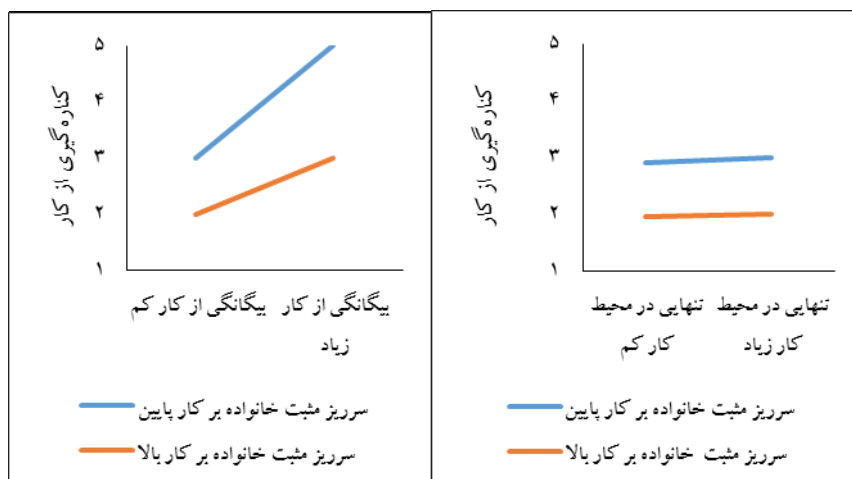 کناره گیری از کار
۵
۴
۳
۲
۱
بیگانگی از کار کم
بیگانگی از کار
زیاد
سرریز مثبت خانواده بر کار پایین
سرریز مثبت خانواده بر کار بالا
کناره گیری از کار
۵
۴
۳
۲
۱
تنهایی در محیط
کار کم
تنهایی در محیط
کار زیاد
سرریز مثبت خانواده بر کار پایین
سرریز مثبت خانواده بر کار بالا